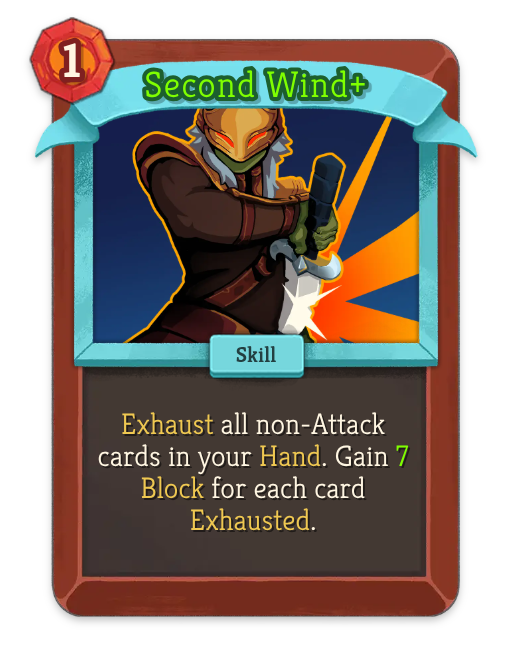 1
Second Wind+
Skill
Exhaust all non-Attack
cards in your Hand. Gain 7
Block for each card
Exhausted.